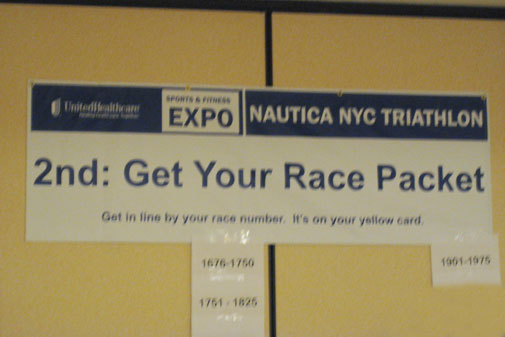 UnitedHealthcare
SPORTS & FITNESS
EXPO
NAUTICA NYC TRIATHLON
2nd: Get Your Race Packet
Get in line by your race number. It's on your yellow card.
1676-1750
1751 - 1825
1901-1975